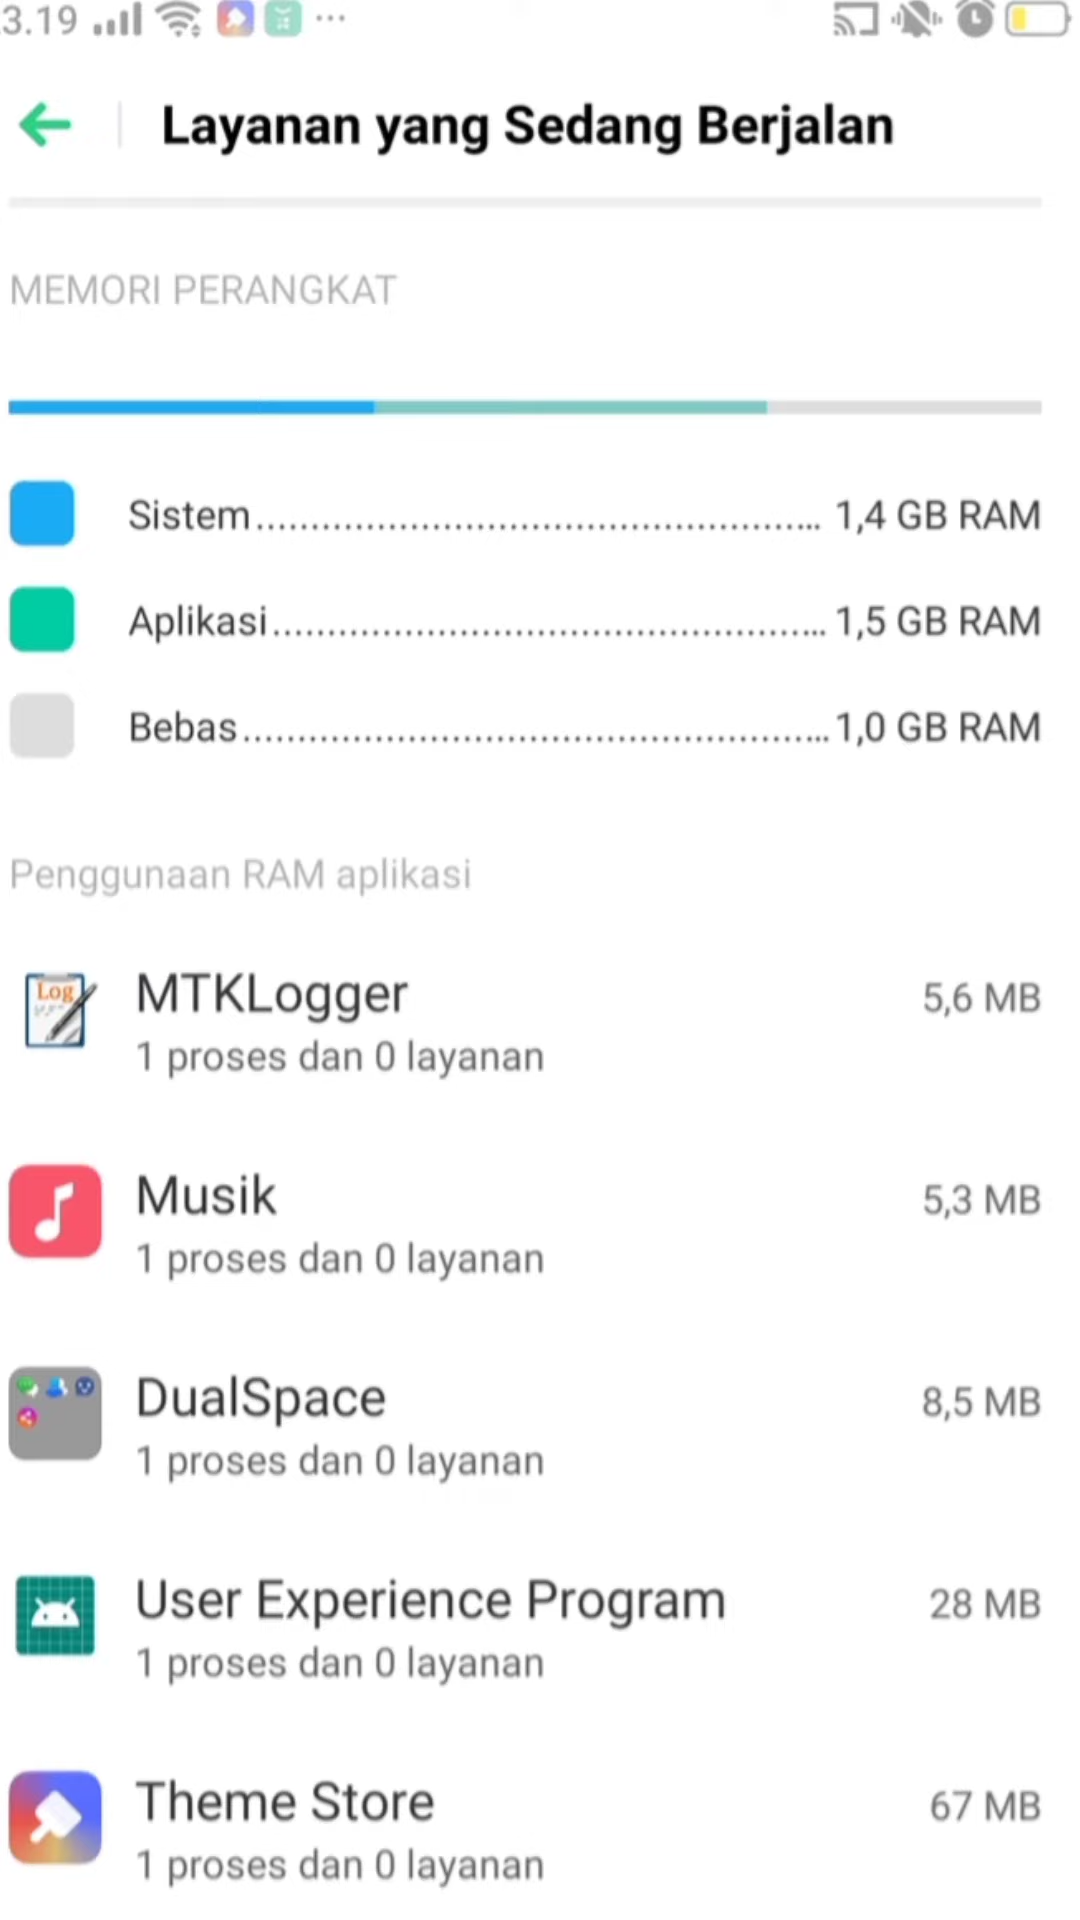 3.19
Layanan yang Sedang Berjalan
MEMORI PERANGKAT
Sistem 1,4 GB RAM
Aplikasi 1,5 GB RAM
Bebas 1,0 GB RAM
Penggunaan RAM aplikasi
Log
MTKLogger 5,6 MB
1 proses dan 0 layanan
Musik 5,3 MB
1 proses dan 0 layanan
DualSpace 8,5 MB
1 proses dan 0 layanan
User Experience Program 28 MB
1 proses dan 0 layanan
Theme Store 67 MB
1 proses dan 0 layanan